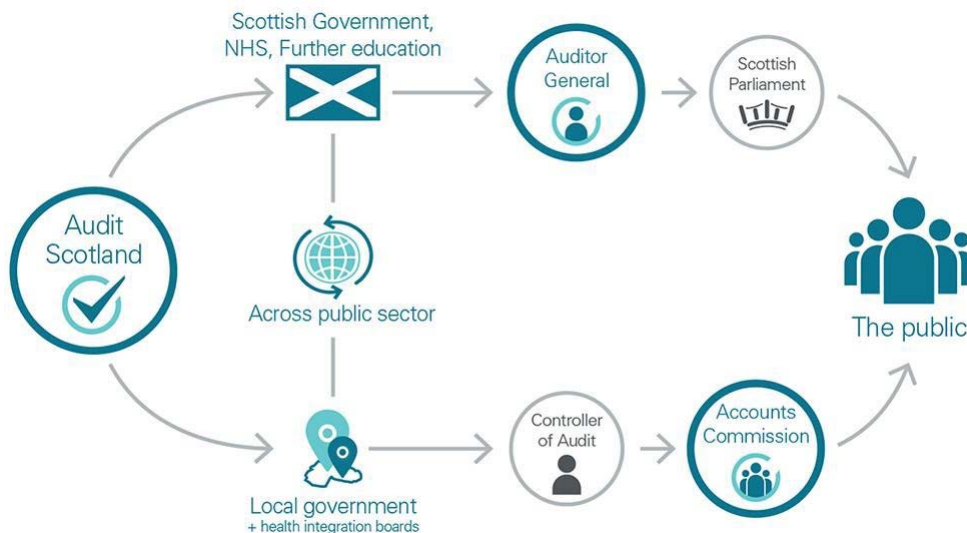 Scottish Government,
NHS, Further education
Auditor
General
Scottish
Parliament
Audit
Scotland
Across public sector
The public
Local government
+ health integration boards
Controller
of Audit
Accounts
Commission